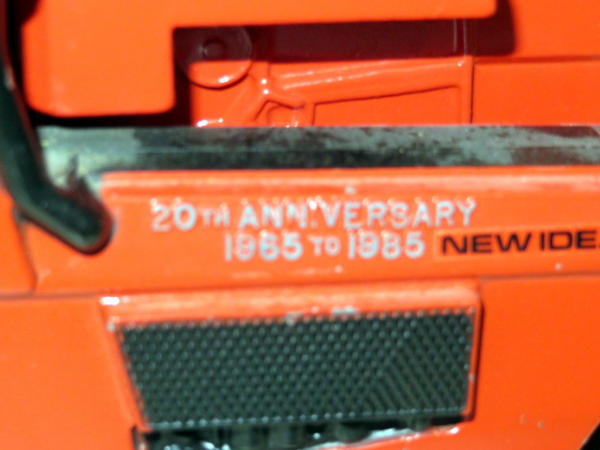 20TH ANNIVERSARY
1965 TO 1985
NEW IDE